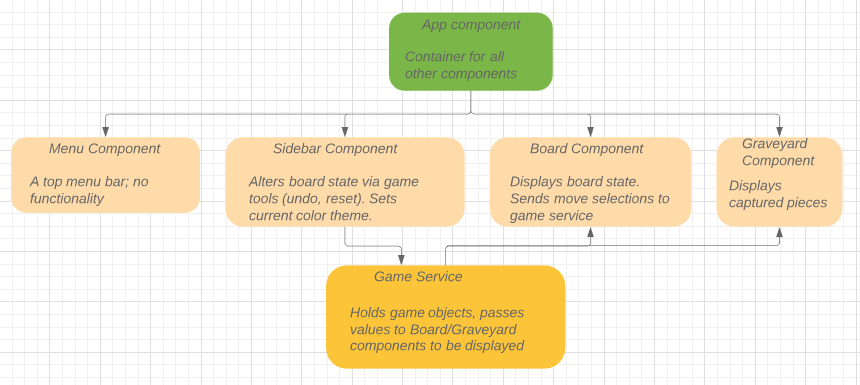 App component
Container for all
other components
Menu Component
A top menu bar; no
functionality
Sidebar Component
Alters board state via game
tools (undo, reset). Sets
current color theme.
Board Component
Displays board state.
Sends move selections to
game service
Graveyard
Component
Displays
captured pieces
Game Service
Holds game objects, passes
values to Board/Graveyard
components to be displayed